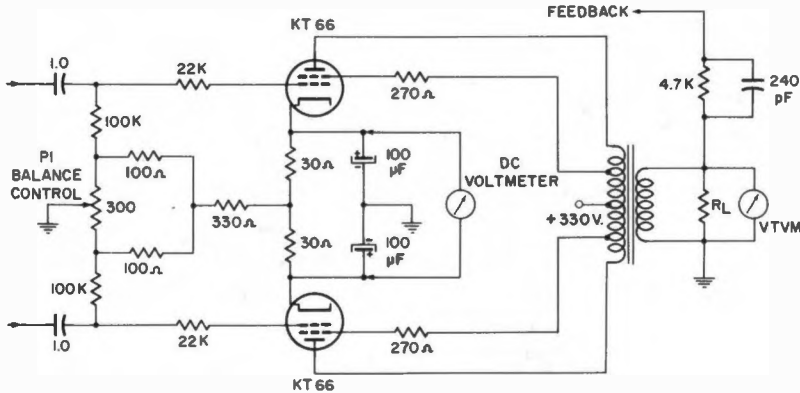 FEEDBACK
KT 66
1.0
22K
270Ω
4.7K
240
pF
100K
P1
BALANCE
CONTROL
100Ω
30Ω
100
µF
DC
VOLTMETER
300
330Ω
+330V.
RL
VTVM
30Ω
100
µF
100Ω
100K
1.0
22K
270Ω
KT 66